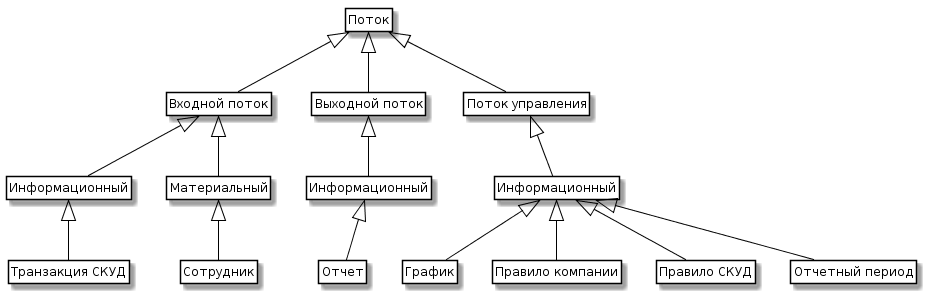 Поток
Входной поток
Выходной поток
Поток управления
Информационный
Материальный
Информационный
Информационный
Транзакция СКУД
Сотрудник
Отчет
График
Правило компании
Правило СКУД
Отчетный период